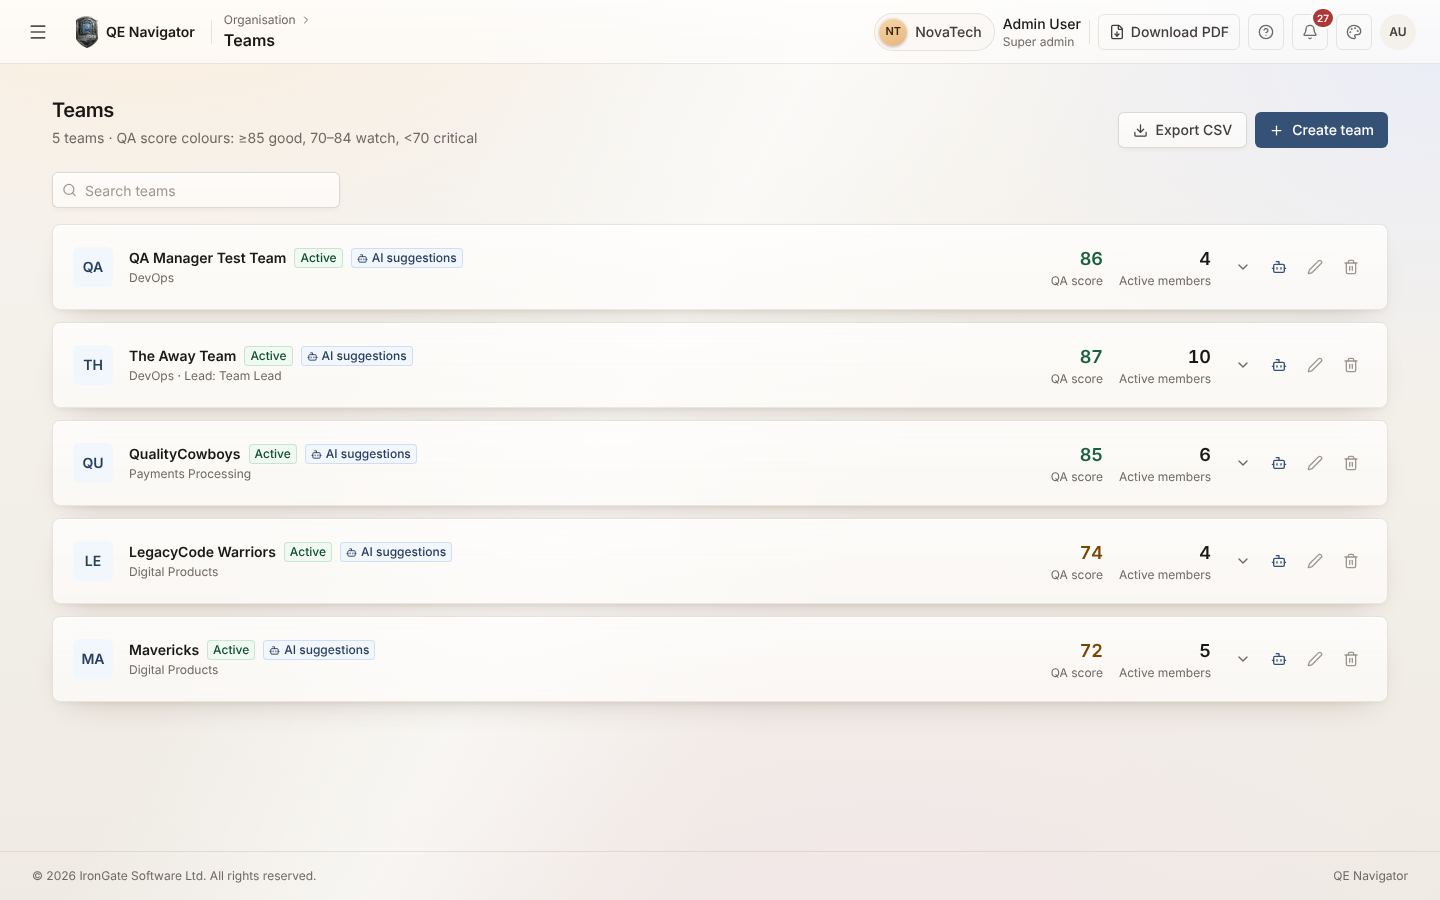 QE Navigator
Organisation
Teams
NT
NovaTech
Admin User
Super admin
Download PDF
27
AU
Teams
5 teams · QA score colours: ≥85 good, 70–84 watch, <70 critical
Export CSV
Create team
Search teams
QA
QA Manager Test Team
Active
AI suggestions
DevOps
86
QA score
4
Active members
TH
The Away Team
Active
AI suggestions
DevOps · Lead: Team Lead
87
QA score
10
Active members
QU
QualityCowboys
Active
AI suggestions
Payments Processing
85
QA score
6
Active members
LE
LegacyCode Warriors
Active
AI suggestions
Digital Products
74
QA score
4
Active members
MA
Mavericks
Active
AI suggestions
Digital Products
72
QA score
5
Active members
© 2026 IronGate Software Ltd. All rights reserved.
QE Navigator